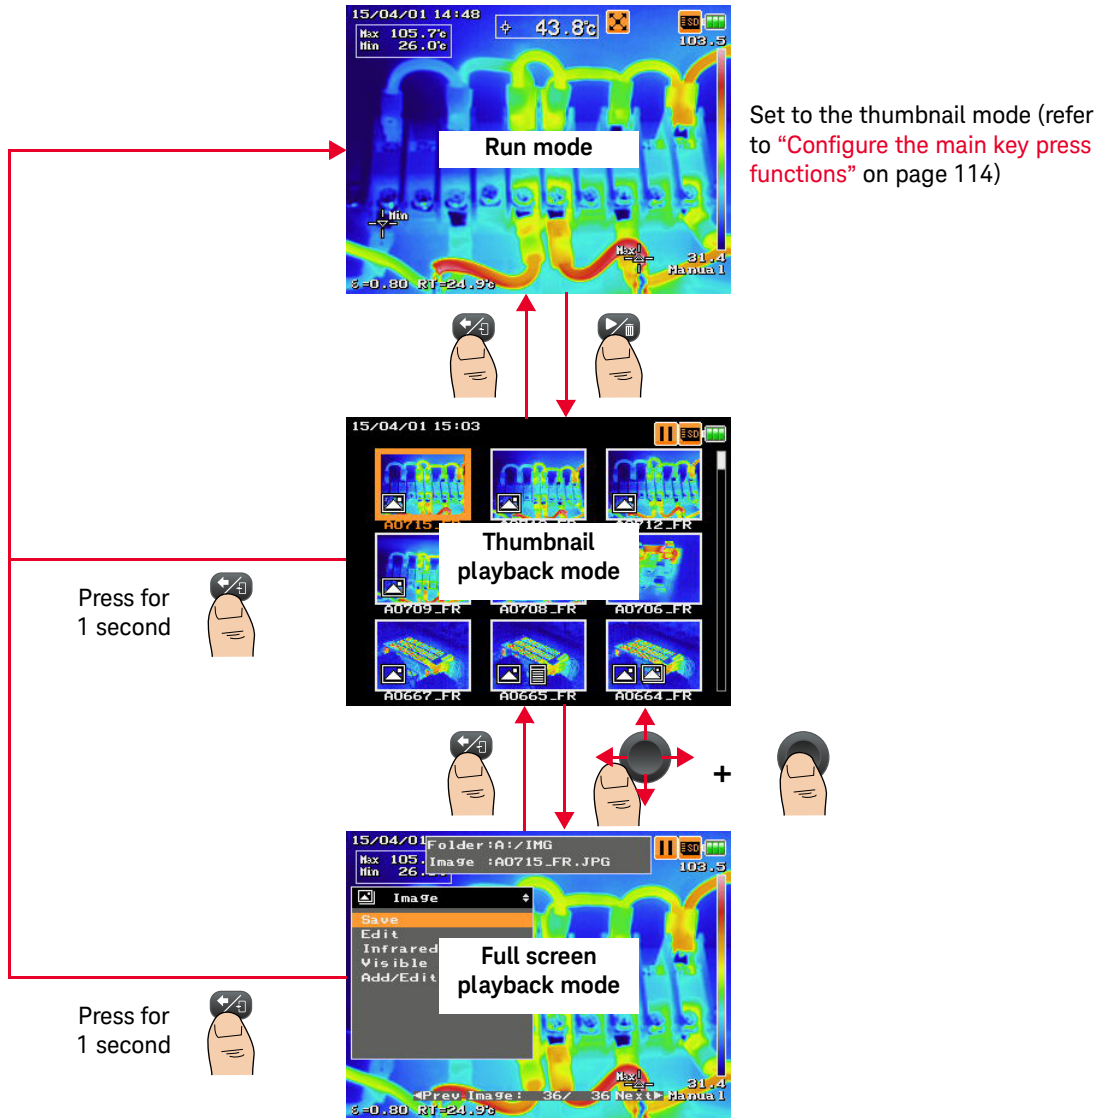 15/04/01 14:48
Max 105.7℃
Min 26.0℃
43.8℃
SD
103.5
Run mode
Min
Max
31.4
Manual
ε=0.80 RT=24.9℃
Set to the thumbnail mode (refer
to “Configure the main key press
functions” on page 114)
15/04/01 15:03
SD
A0715_FR
12_FR
Thumbnail
playback mode
A0709_FR
A0708_FR
A0706_FR
A0667_FR
A0665_FR
A0664_FR
Press for
1 second
+
15/04/01
Folder:A:/IMG
Image :A0715_FR.JPG
SD
Max 105.
Min 26.
103.5
Image
Save
Edit
Infrared
Visible
Add/Edit
Full screen
playback mode
Max
31.4
◀Prev Image: 36/ 36 Next▶ Manual
ε=0.80 RT=24.9℃
Press for
1 second